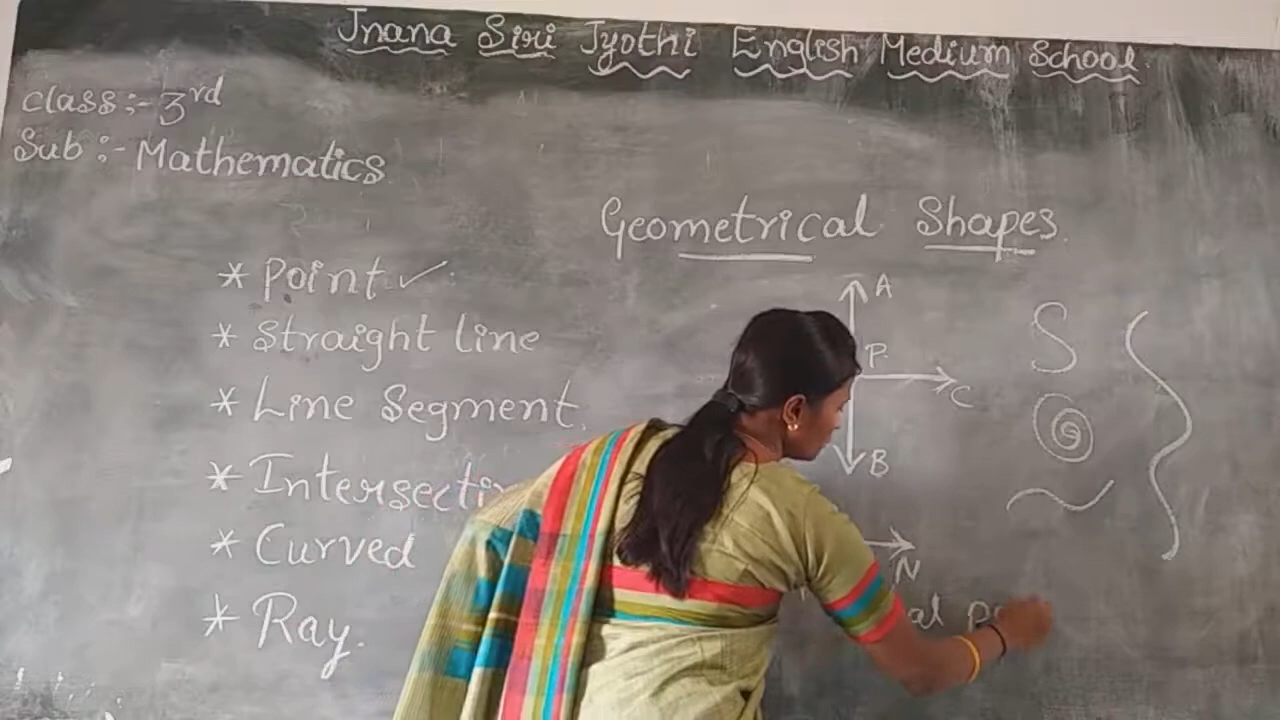 Jnana Siri Jyothi English Medium School.
Class :- 3rd
Sub :- Mathematics
Geometrical Shapes.
* Point ✓
* Straight line
* Line Segment.
* Intersecti
* Curved
* Ray.
A
P.
C
B
S
N
al p